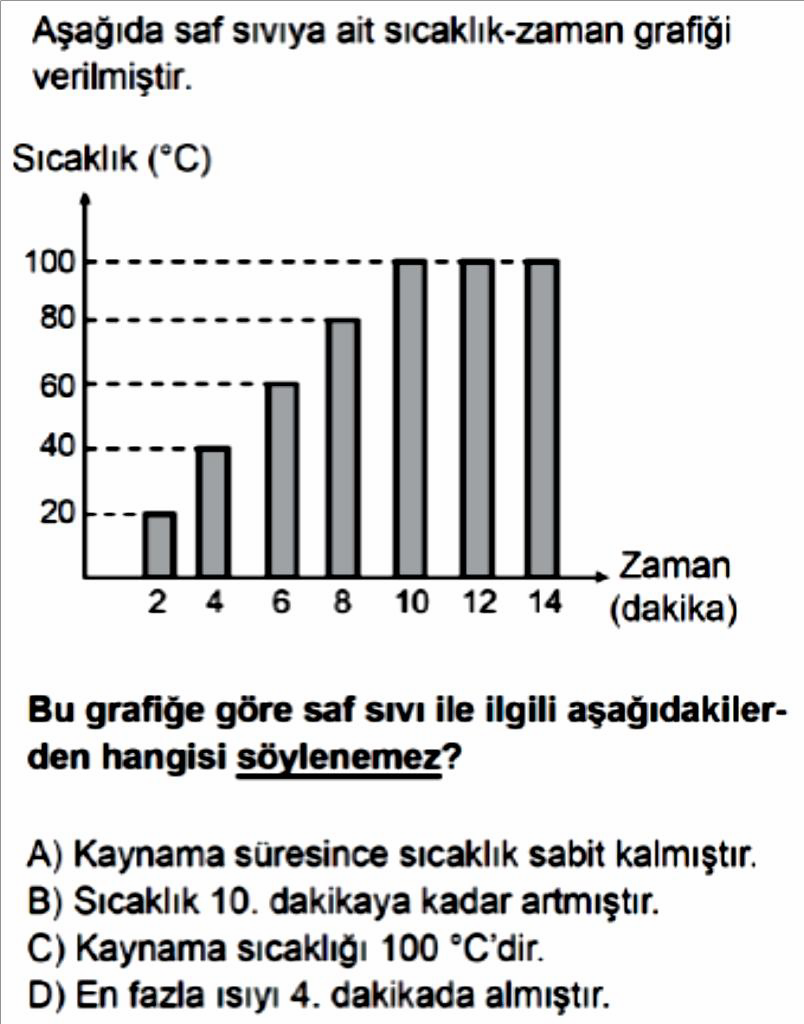 Aşağıda saf sıvıya ait sıcaklık-zaman grafiği
verilmiştir.
Sıcaklık (°C)
100
80
60
40
20
2 4 6 8 10 12 14
Zaman
(dakika)
Bu grafiğe göre saf sıvı ile ilgili aşağıdakiler-
den hangisi söylenemez?
A) Kaynama süresince sıcaklık sabit kalmıştır.
B) Sıcaklık 10. dakikaya kadar artmıştır.
C) Kaynama sıcaklığı 100 °C'dir.
D) En fazla ısıyı 4. dakikada almıştır.